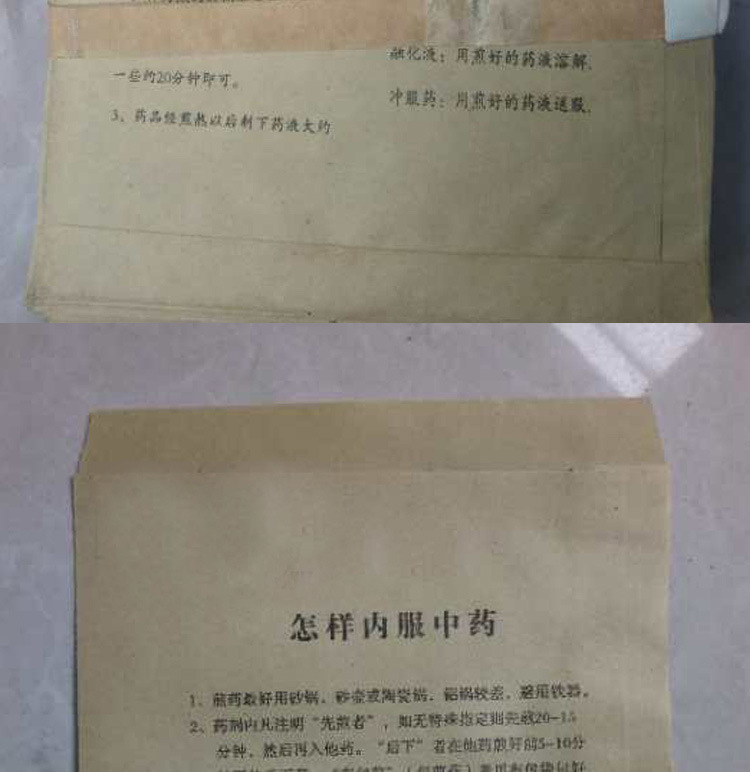 一些约20分钟即可。
3、药品经煎熬以后剩下药液大约
融化液：用煎好的药液溶解.
冲服药：用煎好的药液送服.
怎样内服中药
1、煎药最好用砂锅、砂壶或陶瓷锅、铝锅较差、避用铁器。
2、药剂内凡注明“先煎者”，如无特殊指定则先煎20-15
分钟、然后再入他药。“后下”者在他药煎好前5-10分